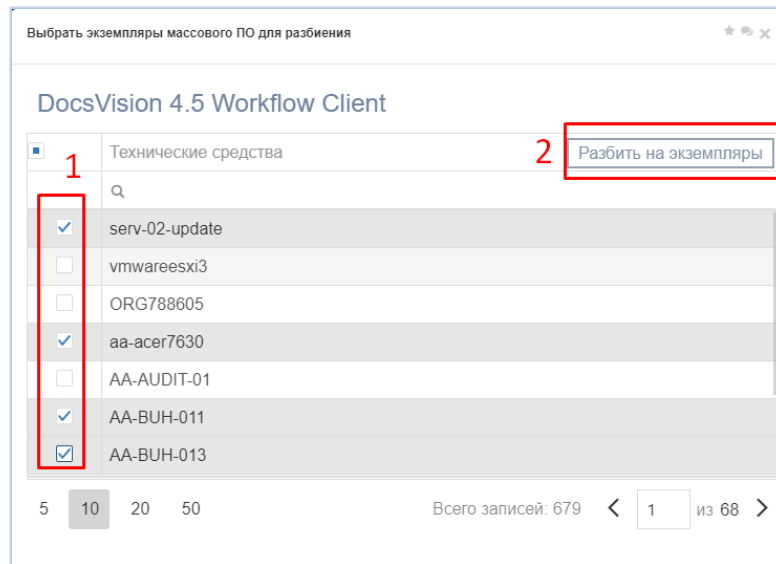 Выбрать экземпляры массового ПО для разбиения
DocsVision 4.5 Workflow Client
1
Технические средства
2
Разбить на экземпляры
serv-02-update
vmwareesxi3
ORG788605
aa-acer7630
AA-AUDIT-01
AA-BUH-011
AA-BUH-013
5 10 20 50 Всего записей: 679 1 из 68